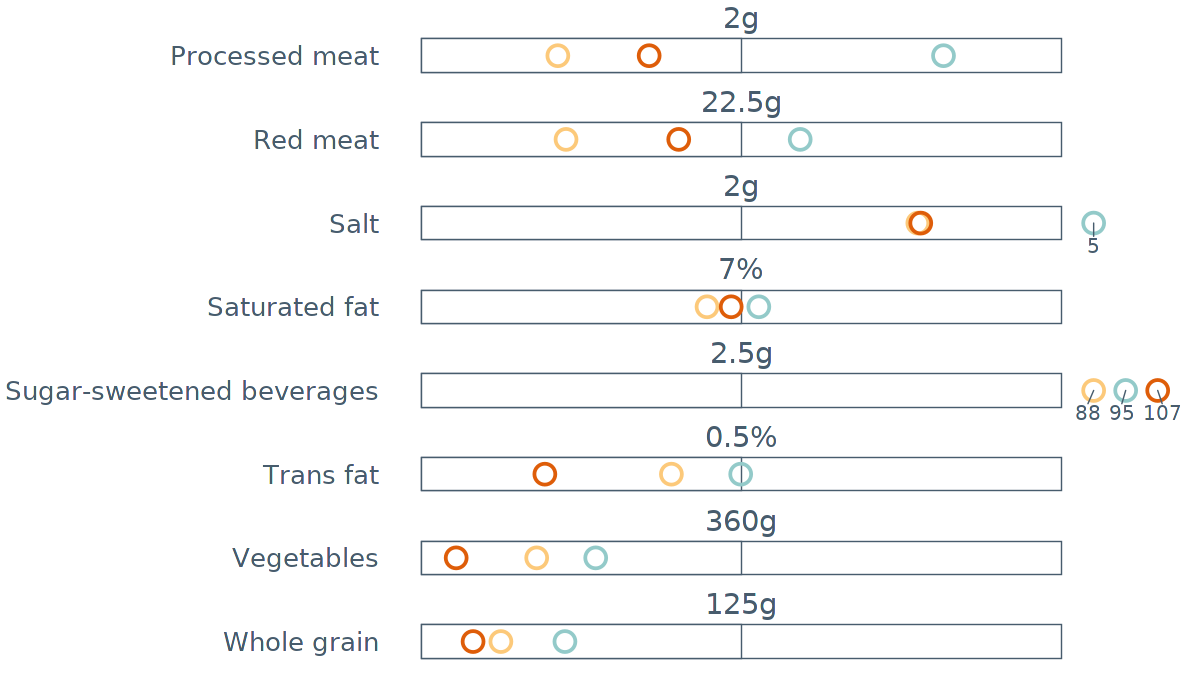 2g
Processed meat
22.5g
Red meat
2g
Salt
5
7%
Saturated fat
2.5g
Sugar-sweetened beverages
88 95 107
0.5%
Trans fat
360g
Vegetables
125g
Whole grain